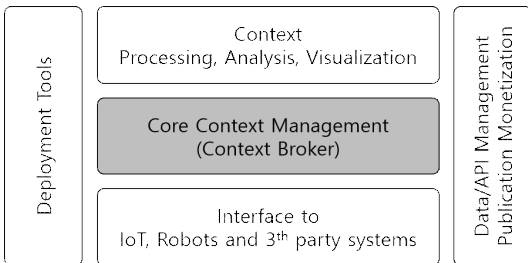 Deployment Tools
Context
Processing, Analysis, Visualization
Core Context Management
(Context Broker)
Interface to
IoT, Robots and 3th party systems
Data/API Management
Publication Monetization